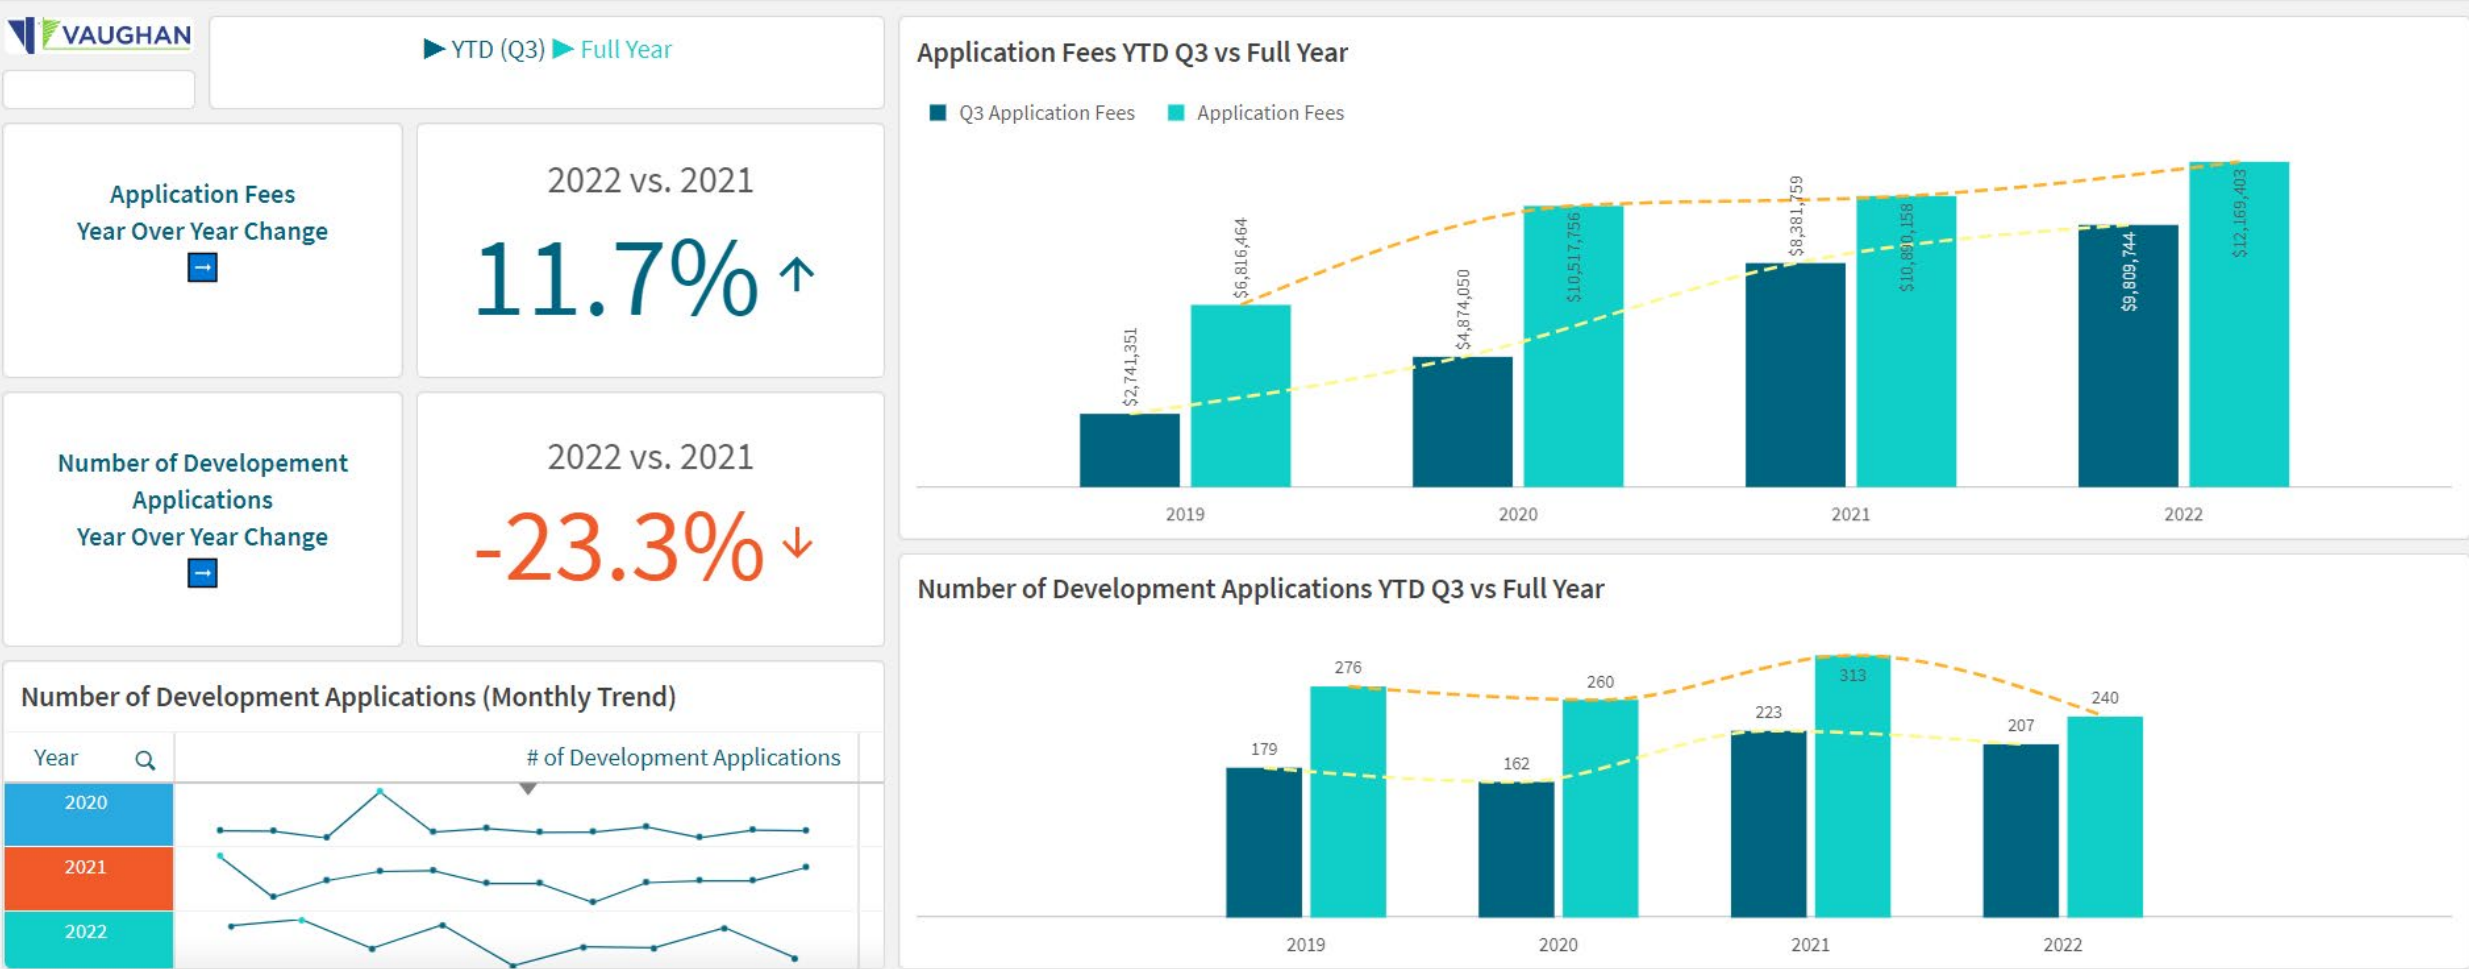 VAUGHAN
YTD (Q3) Full Year
Application Fees
Year Over Year Change
2022 vs. 2021
11.7%
Number of Developement
Applications
Year Over Year Change
2022 vs. 2021
-23.3%
Number of Development Applications (Monthly Trend)
Year
# of Development Applications
2020
2021
2022
Application Fees YTD Q3 vs Full Year
Q3 Application Fees
Application Fees
$2,741,351
$6,816,464
$4,874,050
$10,517,756
$8,381,759
$10,890,158
$9,809,744
$12,169,403
2019
2020
2021
2022
Number of Development Applications YTD Q3 vs Full Year
179
276
162
260
223
313
207
240
2019
2020
2021
2022